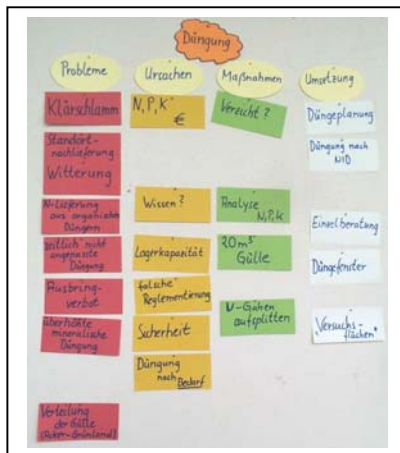 Düngung
Probleme
Ursachen
Maßnahmen
Umsetzung
Klärschlamm
Standort-
nachlieferung
Witterung
N-Lieferung
aus organischen
Düngern
zeitlich nicht
angepasste
Düngung
Ausbring-
verbot
überhöhte
mineralische
Düngung
Verteilung
der Gülle
(Acker-Grünland)
N, P, K
€
Wissen?
Lagerkapazität
falsche
Reglementierung
Sicherheit
Düngung
nach Bedarf
Verzicht?
Analyse
N,P,K
20m³
Gülle
N-Gaben
aufsplitten
Düngeplanung
Düngung nach
NID
Einzelberatung
Düngefenster
Versuchs-
flächen